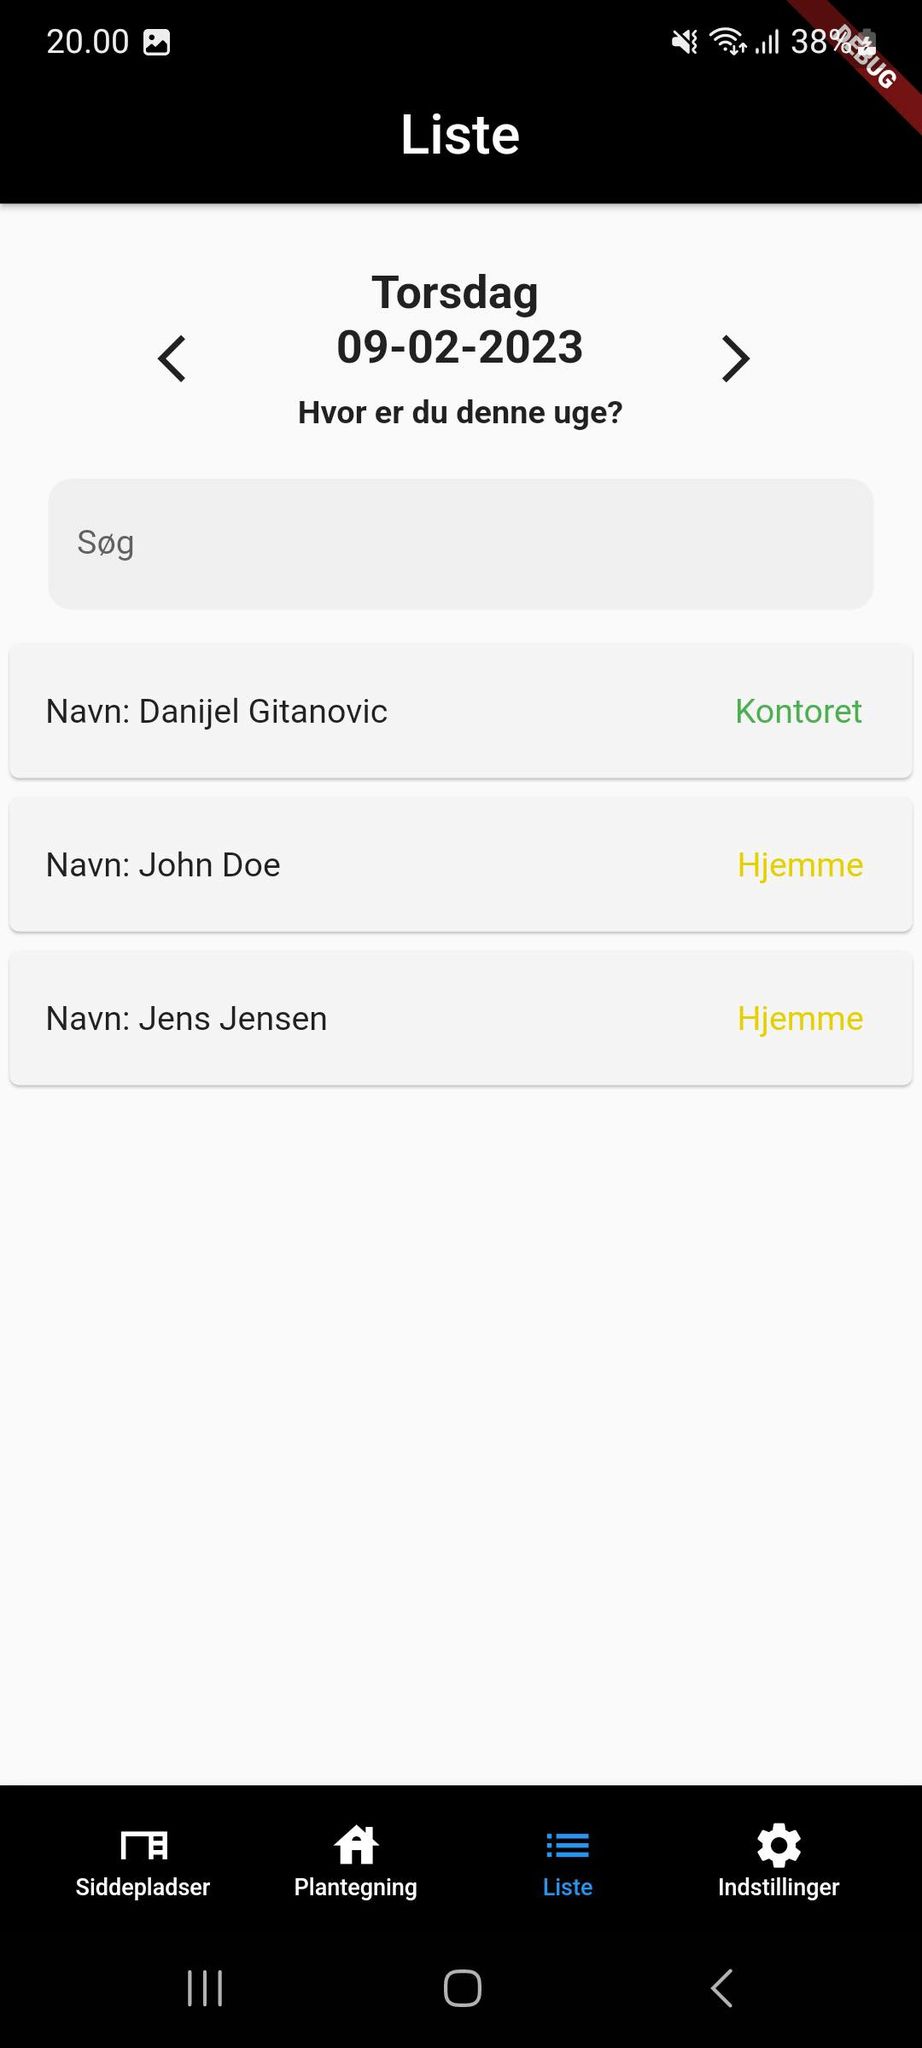 20.00
38%
DEBUG
Liste
Torsdag
09-02-2023
Hvor er du denne uge?
Søg
Navn: Danijel Gitanovic Kontoret
Navn: John Doe Hjemme
Navn: Jens Jensen Hjemme
Siddepladser Plantegning Liste Indstillinger